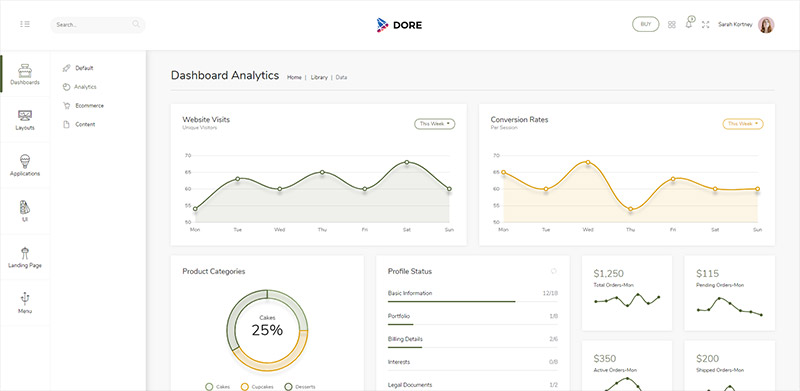 Search...
DORE
BUY
3
Sarah Kortney
Dashboards
Layouts
Applications
UI
Landing Page
Menu
Default
Analytics
Ecommerce
Content
Dashboard Analytics Home | Library | Data
Website Visits
Unique Visitors
This Week
70
65
60
55
50
Mon Tue Wed Thu Fri Sat Sun
Conversion Rates
Per Session
This Week
70
65
60
55
50
Mon Tue Wed Thu Fri Sat Sun
Product Categories
Cakes
25%
Cakes Cupcakes Desserts
Profile Status
Basic Information 12/18
Portfolio 1/8
Billing Details 2/6
Interests 0/8
Legal Documents 1/2
$1,250
Total Orders-Mon
$115
Pending Orders-Mon
$350
Active Orders-Mon
$200
Shipped Orders-Mon